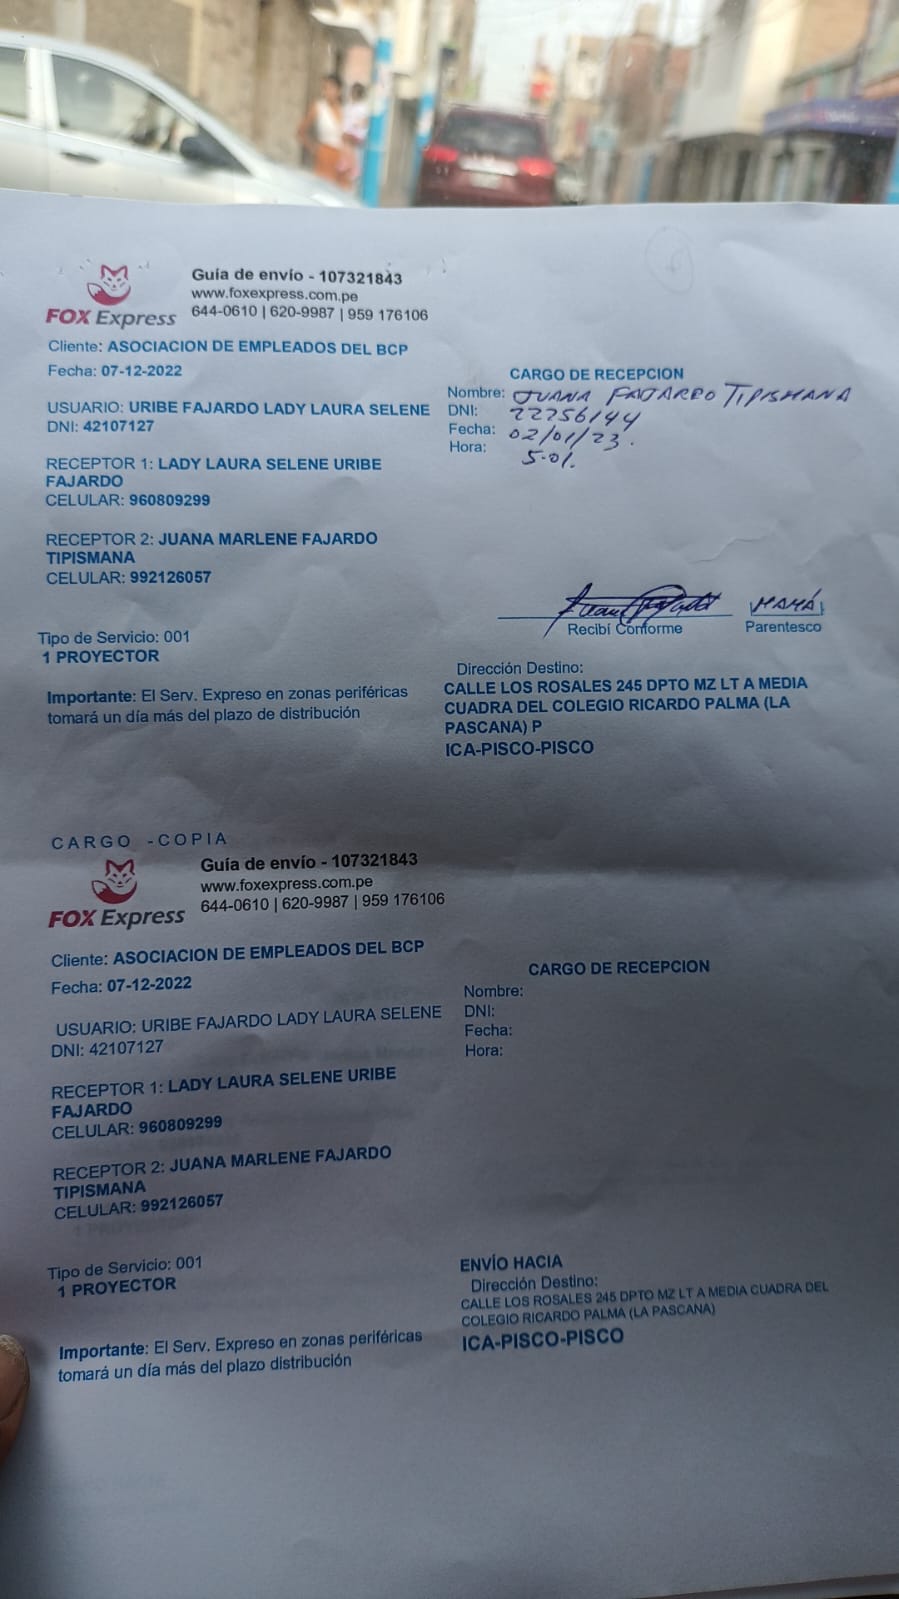 FOX Express
Guía de envío - 107321843
www.foxexpress.com.pe
644-0610 | 620-9987 | 959 176106
Cliente: ASOCIACION DE EMPLEADOS DEL BCP
Fecha: 07-12-2022
USUARIO: URIBE FAJARDO LADY LAURA SELENE
DNI: 42107127
RECEPTOR 1: LADY LAURA SELENE URIBE
FAJARDO
CELULAR: 960809299
RECEPTOR 2: JUANA MARLENE FAJARDO
TIPISMANA
CELULAR: 992126057
Tipo de Servicio: 001
1 PROYECTOR
Importante: El Serv. Expreso en zonas periféricas
tomará un día más del plazo de distribución
CARGO DE RECEPCION
Nombre: JUANA FAJARDO TIPISMANA
DNI: 22256144
Fecha: 02/01/23.
Hora: 5.01.
Recibí Conforme
MAMÁ
Parentesco
Dirección Destino:
CALLE LOS ROSALES 245 DPTO MZ LT A MEDIA
CUADRA DEL COLEGIO RICARDO PALMA (LA
PASCANA) P
ICA-PISCO-PISCO
CARGO -COPIA
FOX Express
Guía de envío - 107321843
www.foxexpress.com.pe
644-0610 | 620-9987 | 959 176106
Cliente: ASOCIACION DE EMPLEADOS DEL BCP
Fecha: 07-12-2022
USUARIO: URIBE FAJARDO LADY LAURA SELENE
DNI: 42107127
RECEPTOR 1: LADY LAURA SELENE URIBE
FAJARDO
CELULAR: 960809299
RECEPTOR 2: JUANA MARLENE FAJARDO
TIPISMANA
CELULAR: 992126057
Tipo de Servicio: 001
1 PROYECTOR
Importante: El Serv. Expreso en zonas periféricas
tomará un día más del plazo distribución
CARGO DE RECEPCION
Nombre:
DNI:
Fecha:
Hora:
ENVÍO HACIA
Dirección Destino:
CALLE LOS ROSALES 245 DPTO MZ LT A MEDIA CUADRA DEL
COLEGIO RICARDO PALMA (LA PASCANA)
ICA-PISCO-PISCO